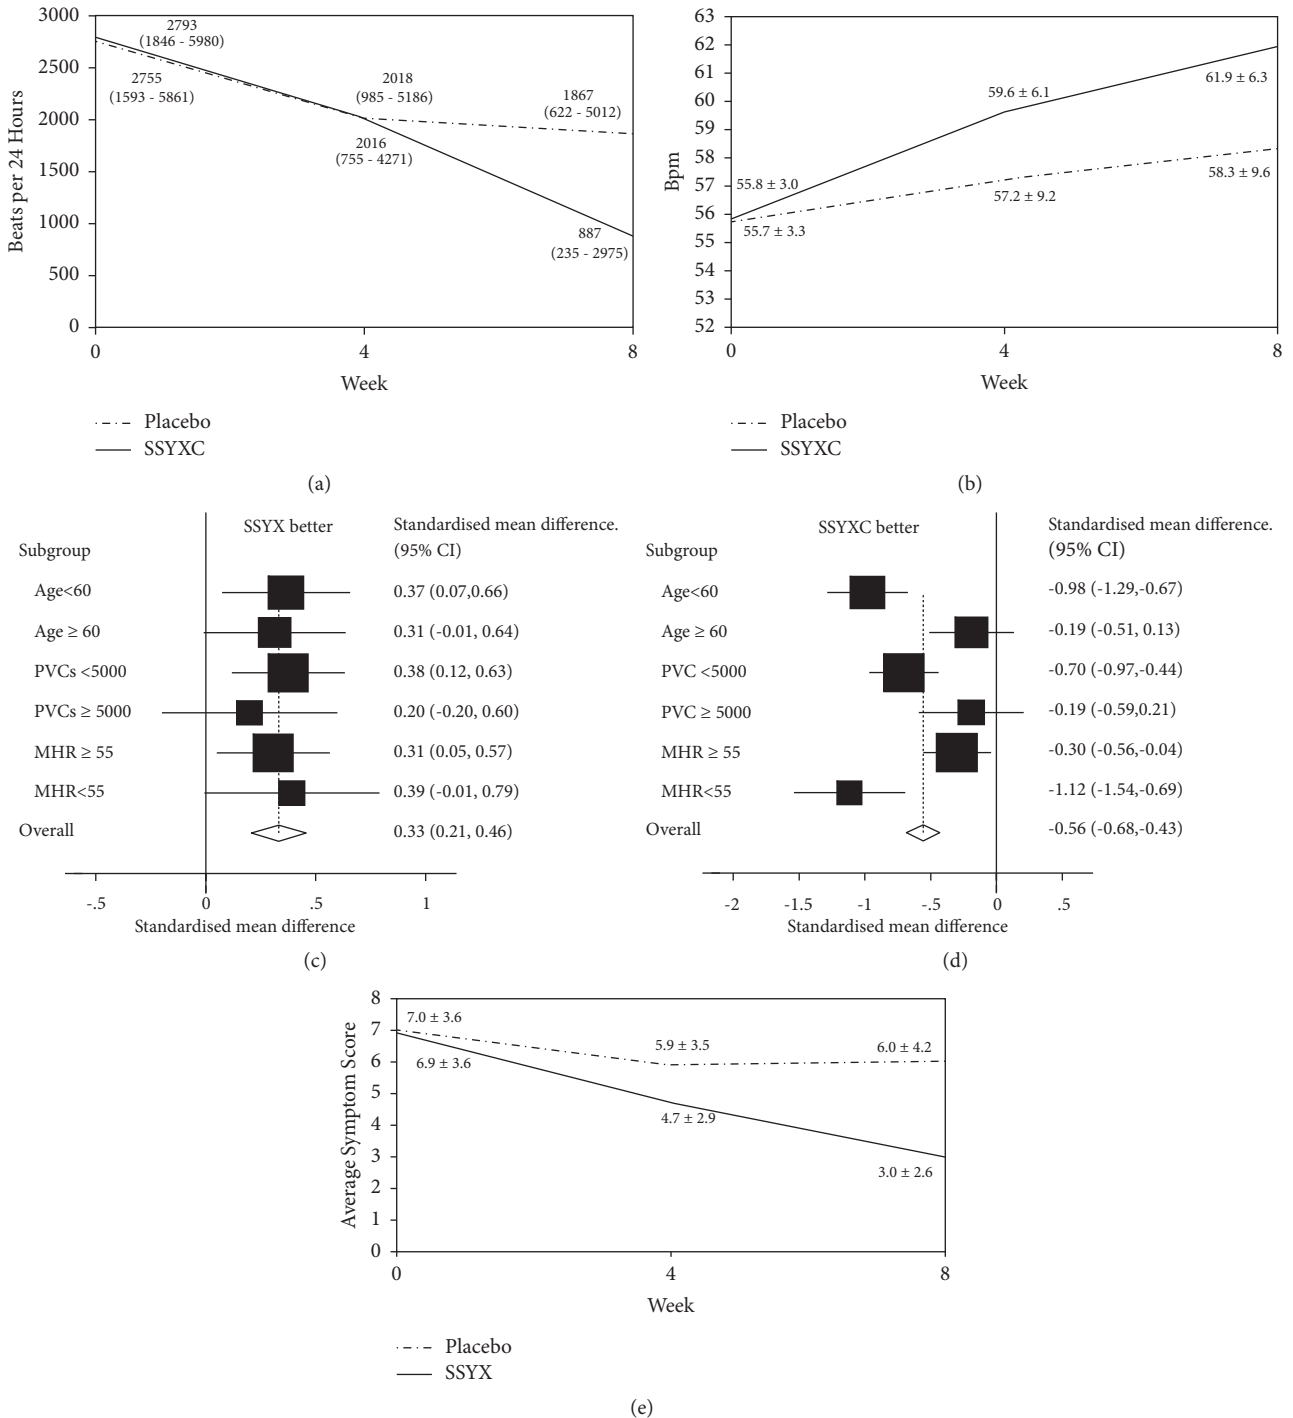 3000
2500
2000
1500
1000
500
0
Beats per 24 Hours
2793
(1846 - 5980)
2755
(1593 - 5861)
2018
(985 - 5186)
2016
(755 - 4271)
1867
(622 - 5012)
887
(235 - 2975)
0 4 8
Week
Placebo
SSYXC
(a)
63
62
61
60
59
58
57
56
55
54
53
52
Bpm
55.8 ± 3.0
55.7 ± 3.3
59.6 ± 6.1
57.2 ± 9.2
61.9 ± 6.3
58.3 ± 9.6
0 4 8
Week
Placebo
SSYXC
(b)
SSYX better
Standardised mean difference.
(95% CI)
Subgroup
Age<60 0.37 (0.07,0.66)
Age ≥ 60 0.31 (-0.01, 0.64)
PVCs <5000 0.38 (0.12, 0.63)
PVCs ≥ 5000 0.20 (-0.20, 0.60)
MHR ≥ 55 0.31 (0.05, 0.57)
MHR<55 0.39 (-0.01, 0.79)
Overall 0.33 (0.21, 0.46)
-.5 0 .5 1
Standardised mean difference
(c)
SSYXC better
Standardised mean difference.
(95% CI)
Subgroup
Age<60 -0.98 (-1.29,-0.67)
Age ≥ 60 -0.19 (-0.51, 0.13)
PVC <5000 -0.70 (-0.97,-0.44)
PVC ≥ 5000 -0.19 (-0.59,0.21)
MHR ≥ 55 -0.30 (-0.56,-0.04)
MHR<55 -1.12 (-1.54,-0.69)
Overall -0.56 (-0.68,-0.43)
-2 -1.5 -1 -.5 0 .5
Standardised mean difference
(d)
8
7
6
5
4
3
2
1
0
Average Symptom Score
7.0 ± 3.6
6.9 ± 3.6
5.9 ± 3.5
4.7 ± 2.9
6.0 ± 4.2
3.0 ± 2.6
0 4 8
Week
Placebo
SSYX
(e)